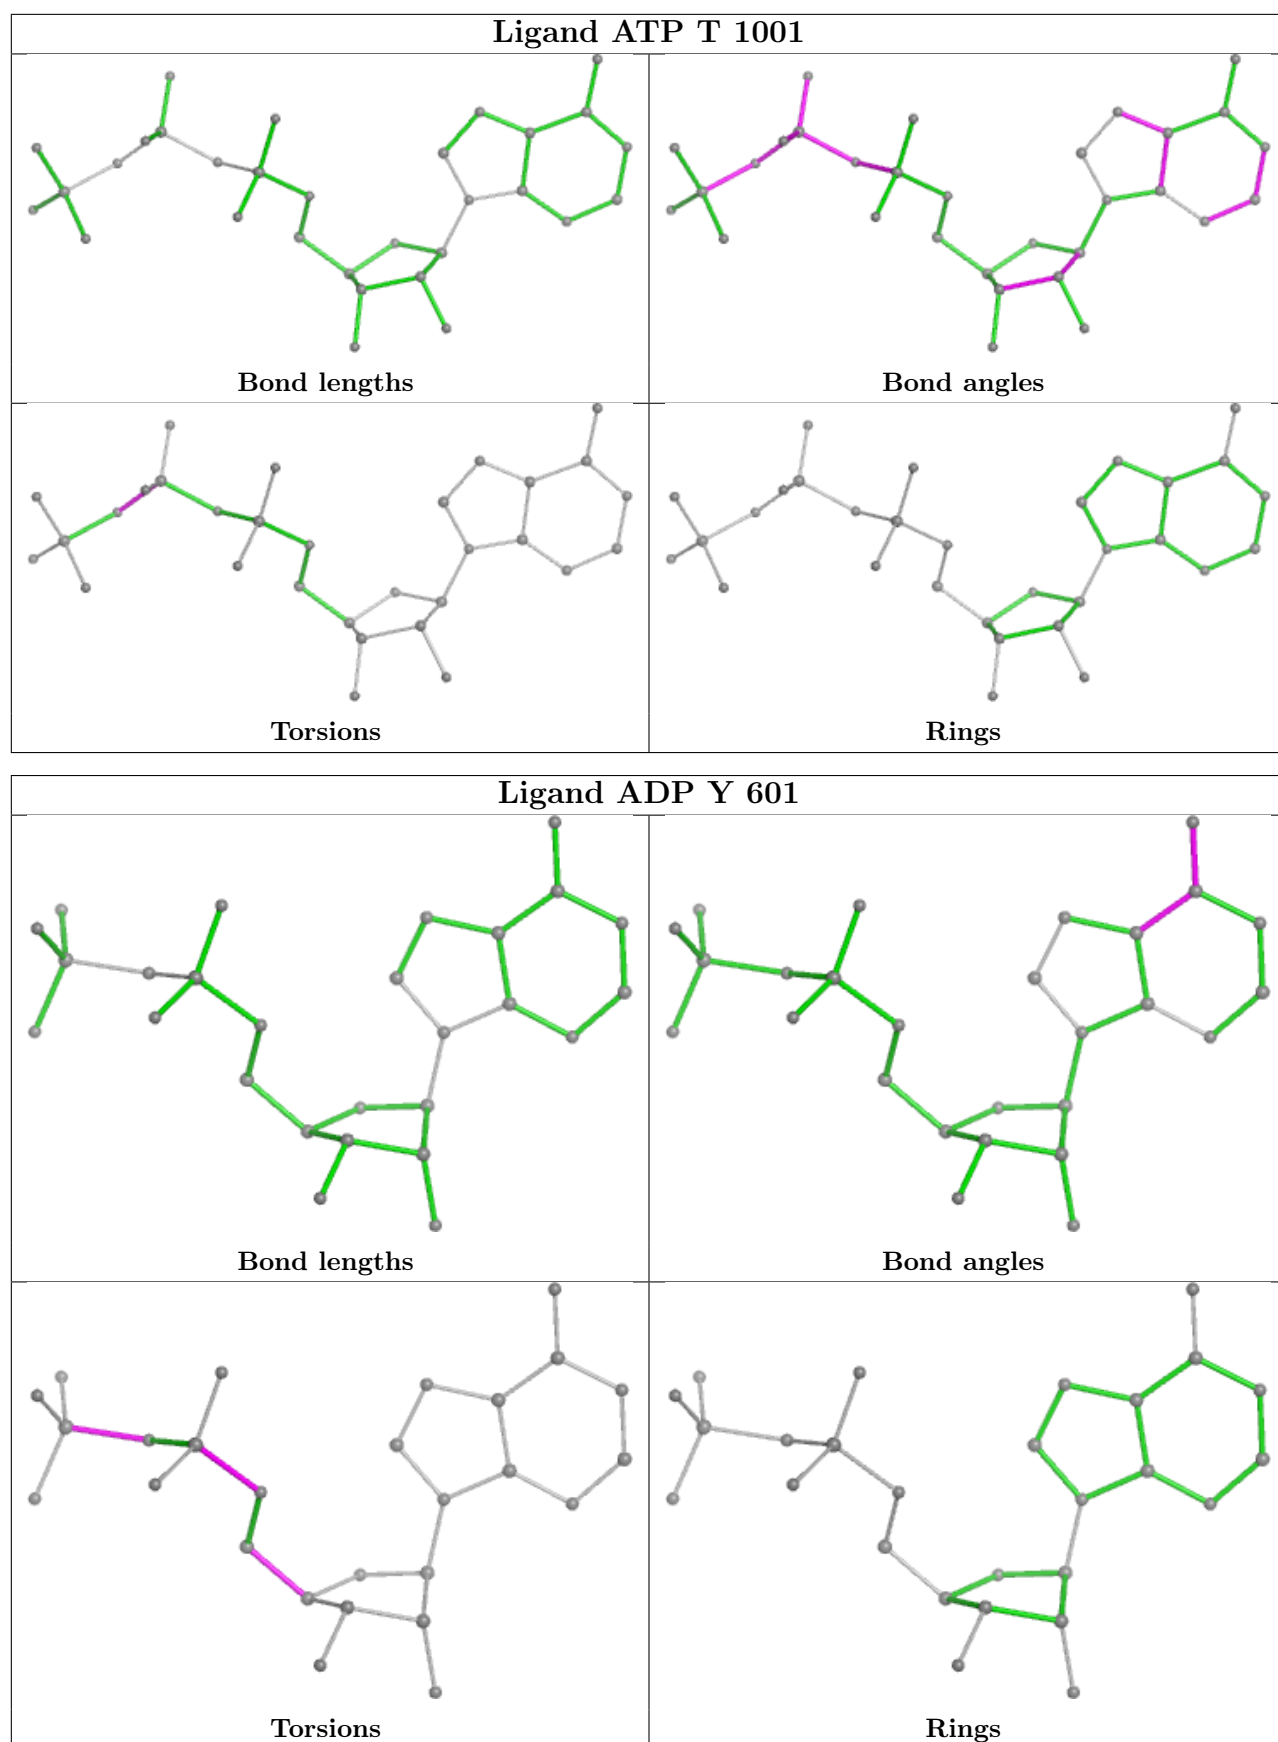 Ligand ATP T 1001
Bond lengths
Bond angles
Torsions
Rings
Ligand ADP Y 601
Bond lengths
Bond angles
Torsions
Rings